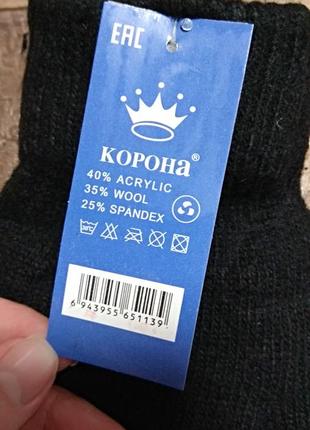 EAC
КОРОНА®
40% ACRYLIC
35% WOOL
25% SPANDEX
6 943955 651139